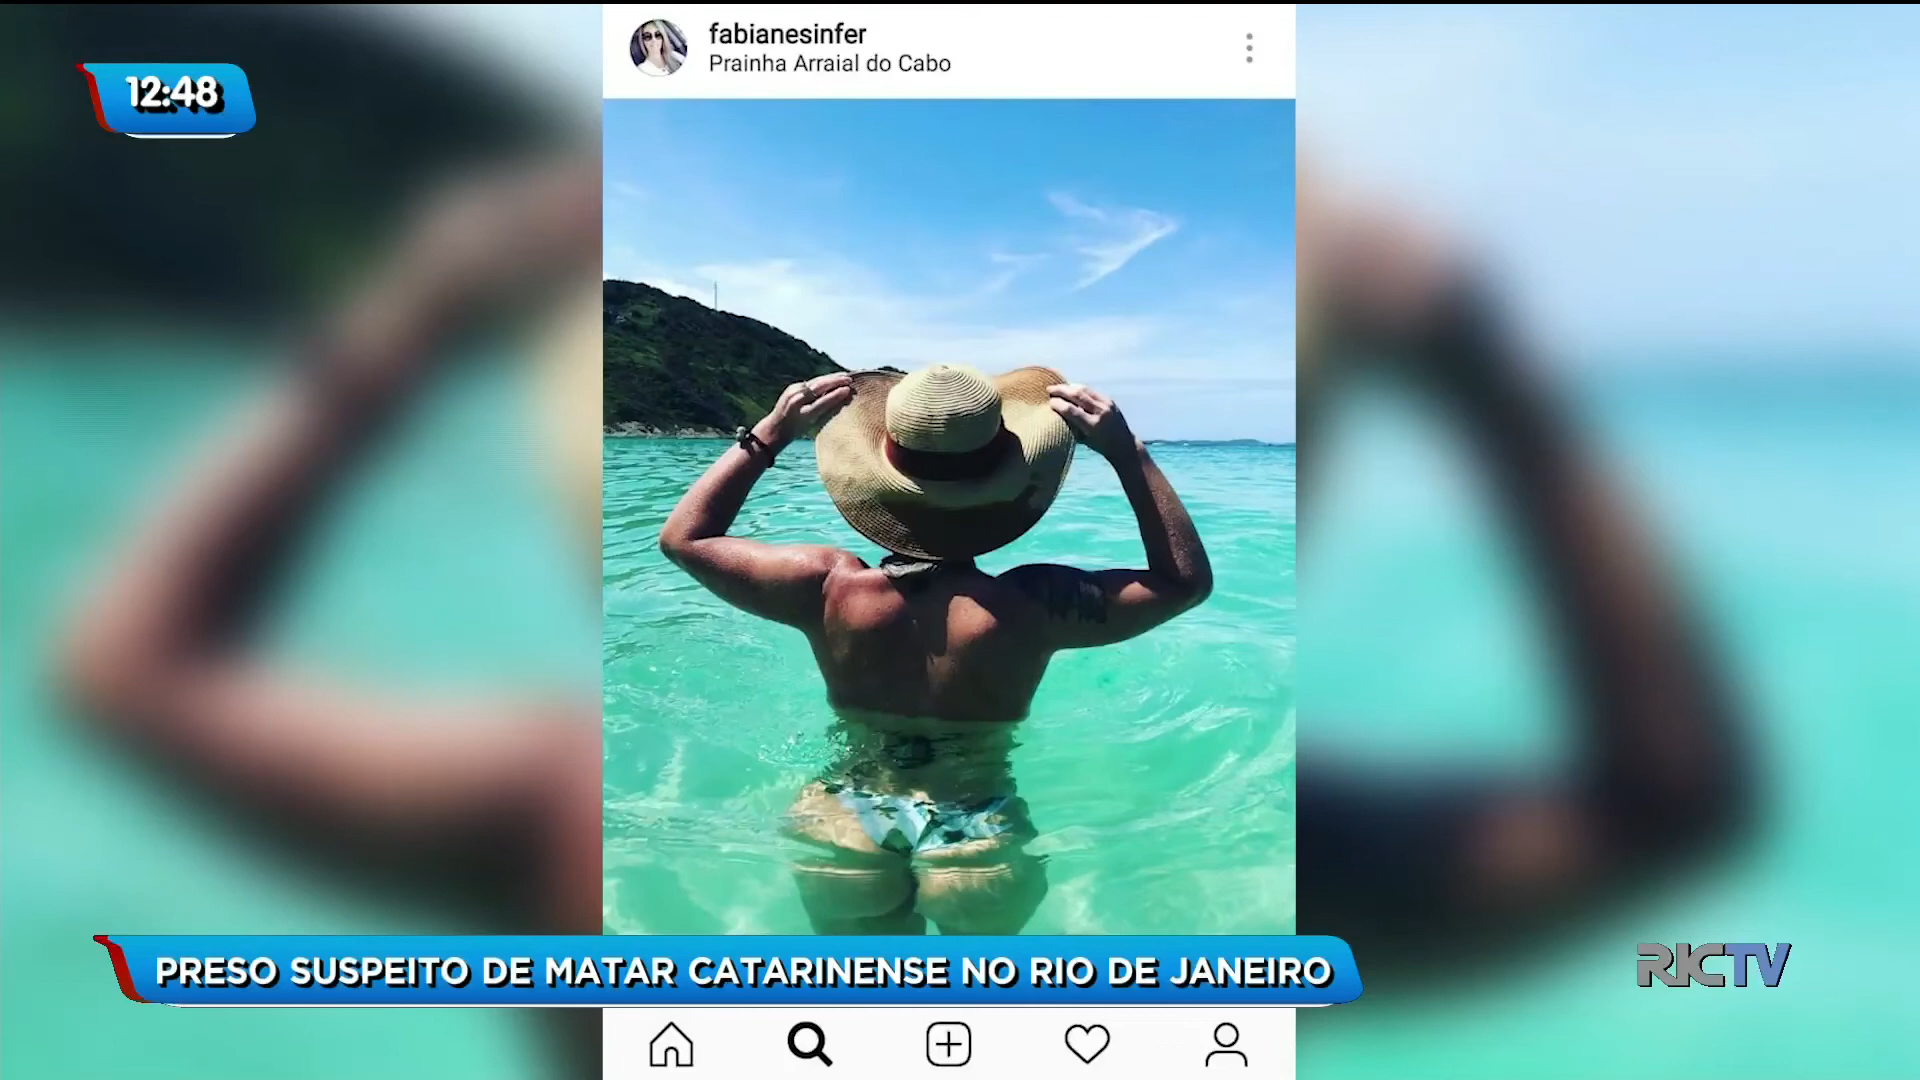 fabianesinfer
Prainha Arraial do Cabo
12:48
PRESO SUSPEITO DE MATAR CATARINENSE NO RIO DE JANEIRO
RICTV